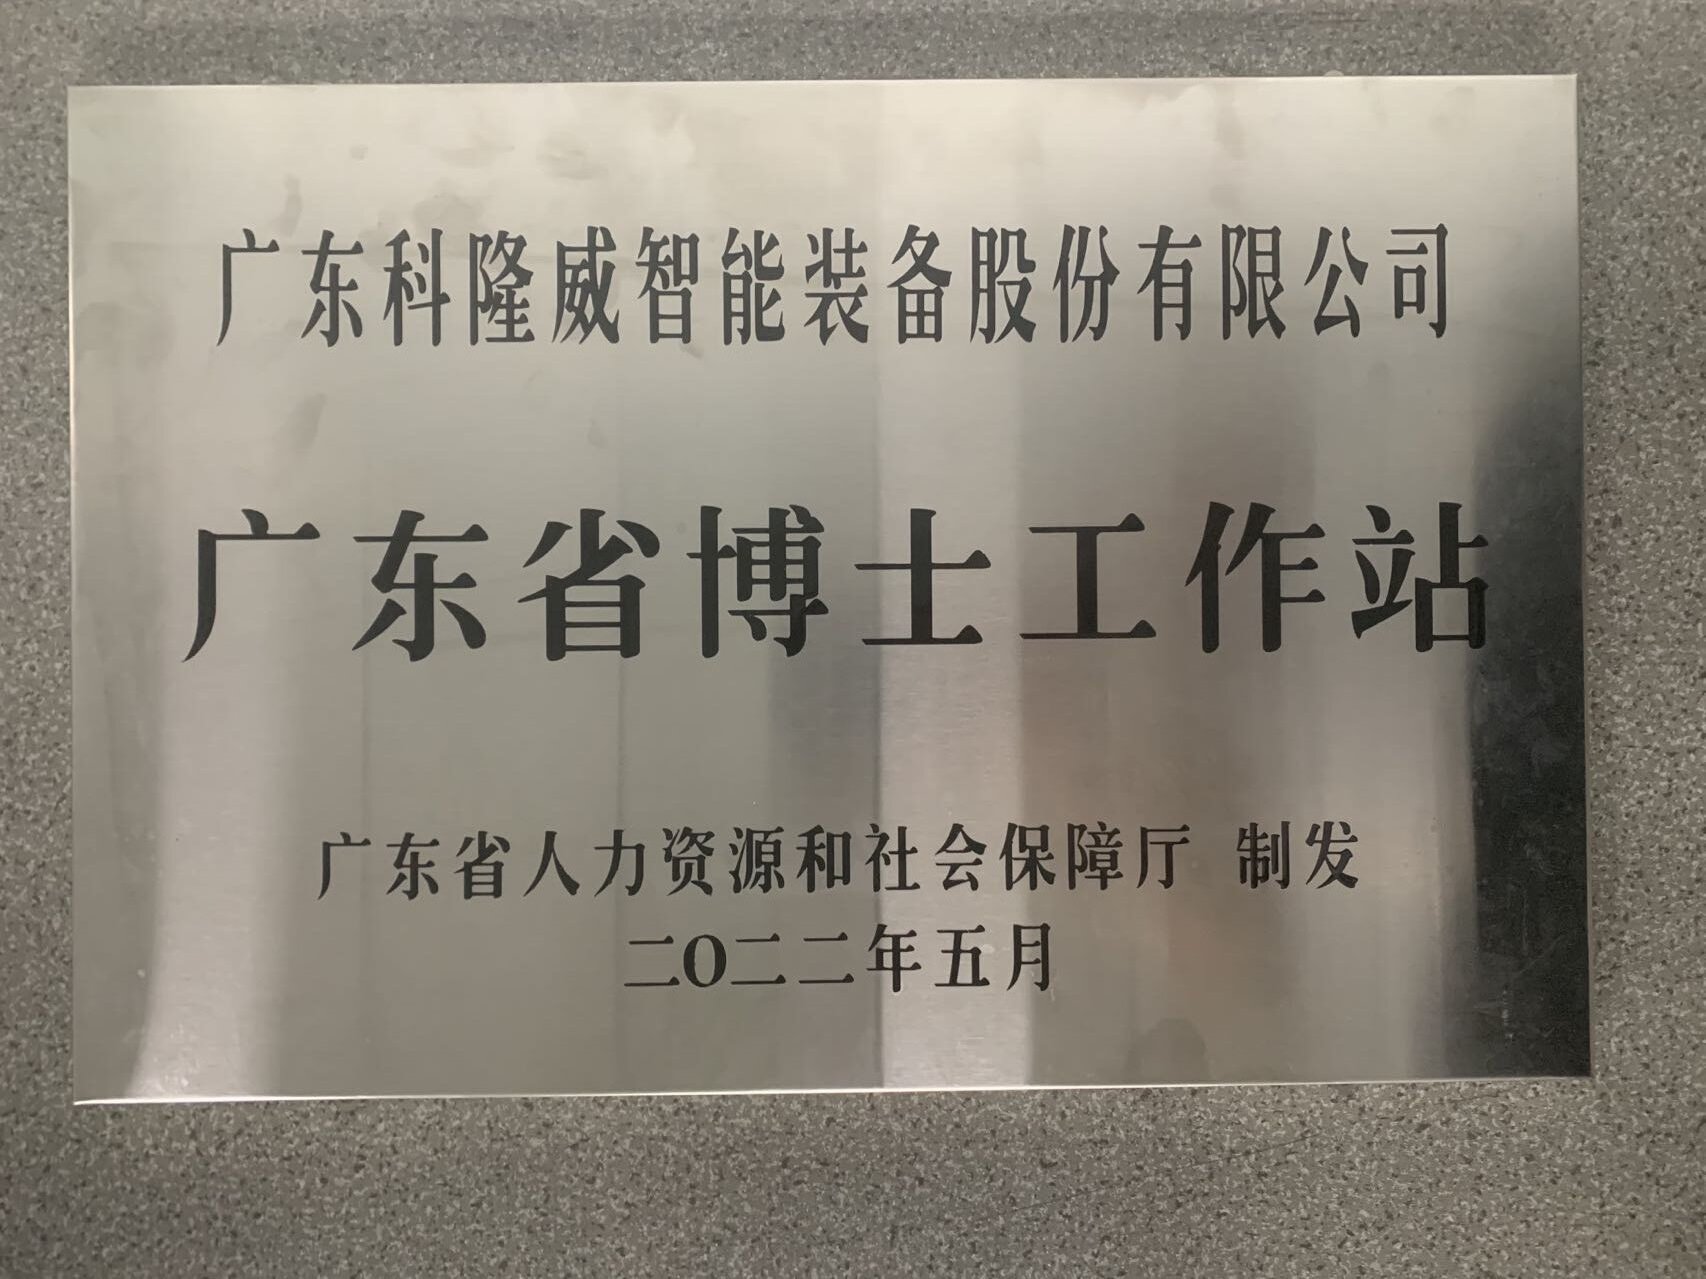 广东科隆威智能装备股份有限公司
广东省博士工作站
广东省人力资源和社会保障厅 制发
二〇二二年五月